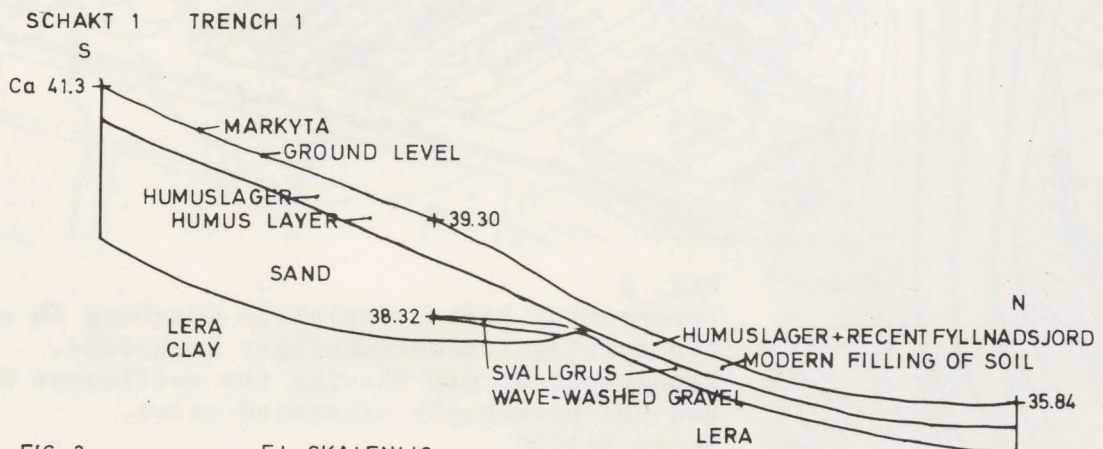 SCHAKT 1 TRENCH 1
S
Ca 41.3
MARKYTA
GROUND LEVEL
HUMUSLAGER
HUMUS LAYER
39.30
SAND
N
LERA
CLAY
38.32
HUMUSLAGER+RECENT FYLLNADSJORD
MODERN FILLING OF SOIL
SVALLGRUS
WAVE-WASHED GRAVEL
35.84
LERA